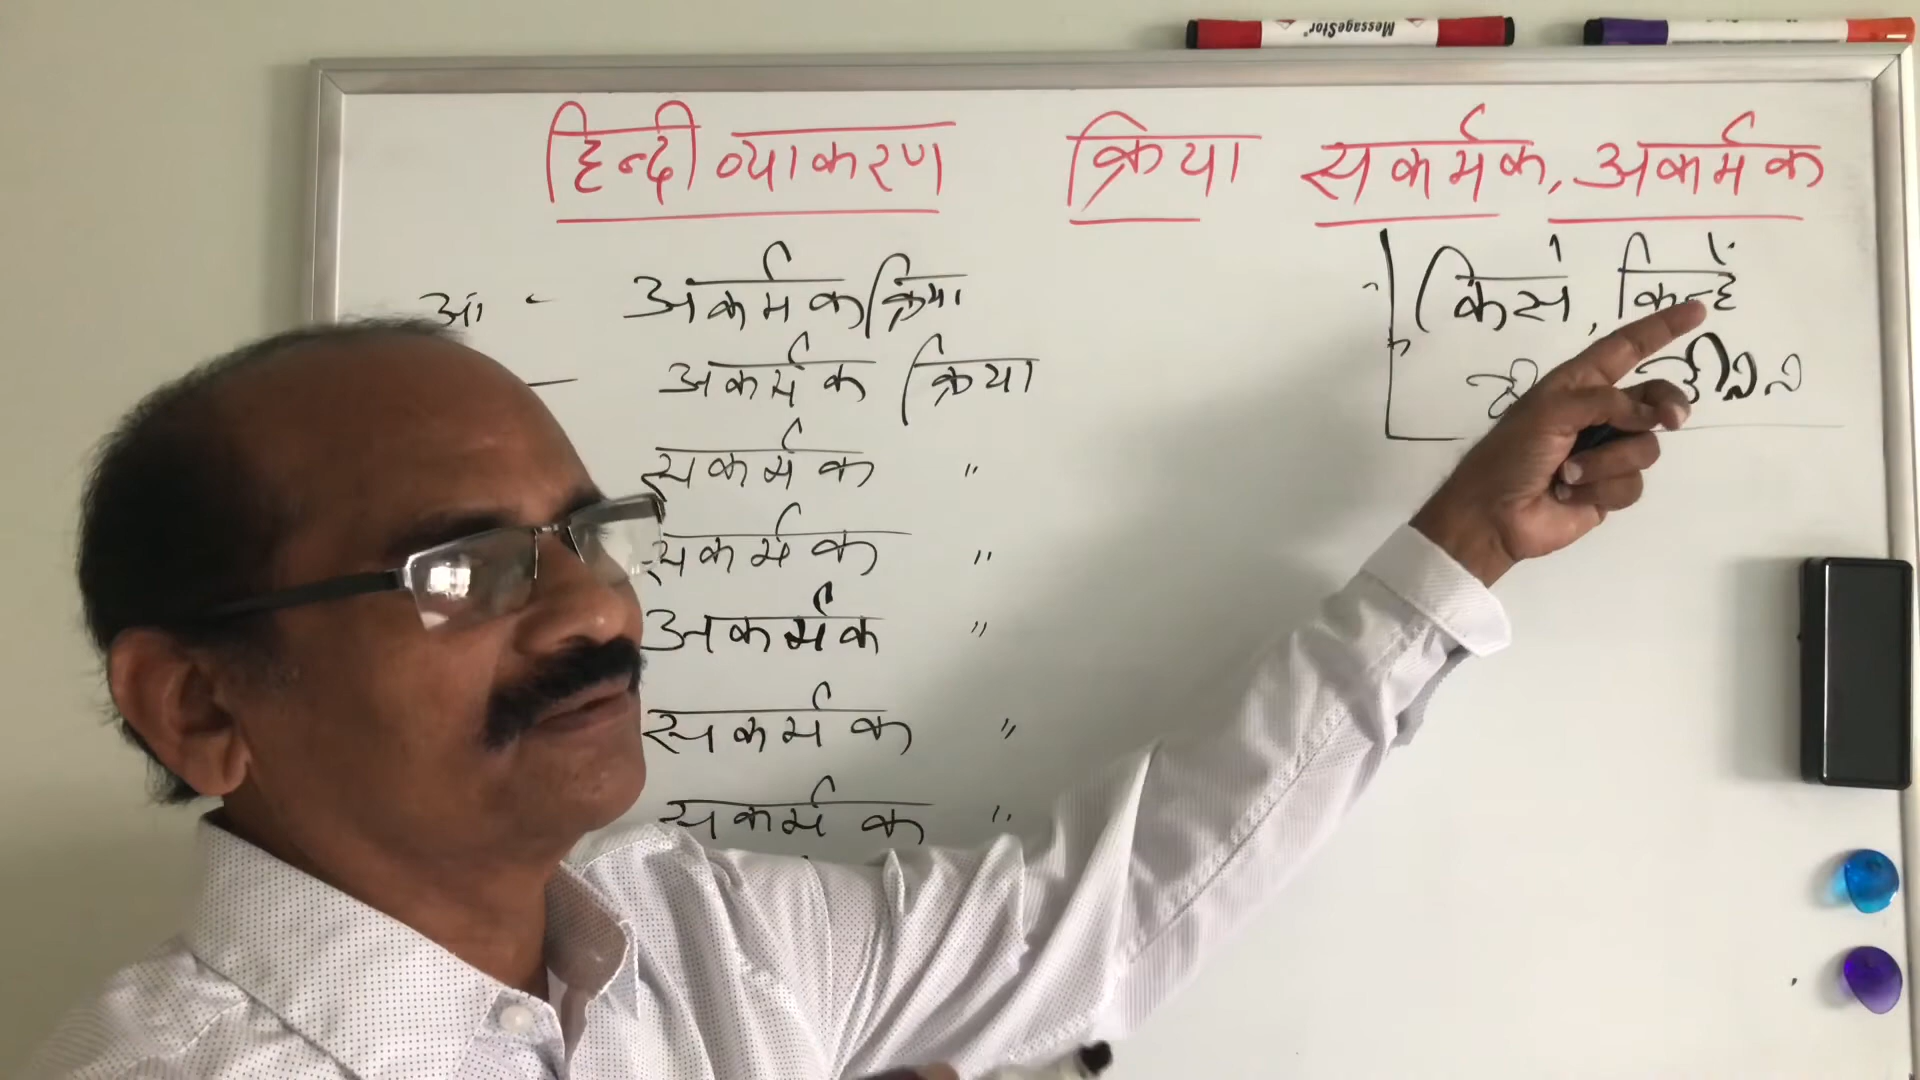 MessageStor
हिन्दी व्याकरण क्रिया सकर्मक, अकर्मक
आ - अकर्मक क्रिया
— अकर्मक क्रिया
सकर्मक "
सकर्मक "
अकर्मक "
सकर्मक "
सकर्मक "
किसे, किन्हें